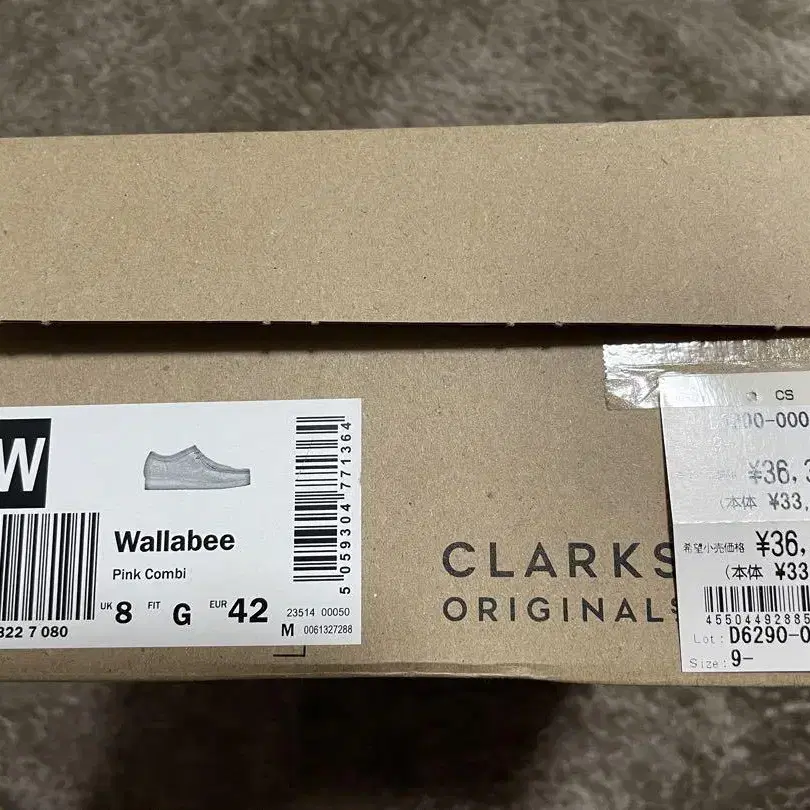 W
Wallabee
Pink Combi
UK 8 FIT G EUR 42
322 7 080
5 059304 771364
23514 00050
M 0061327288
CLARKS
ORIGINALS
CS
¥36,3
(本体 ¥33,
希望小売価格 ¥36,
(本体 ¥33
45504492885
Lot: D6290-0
Size: 9-